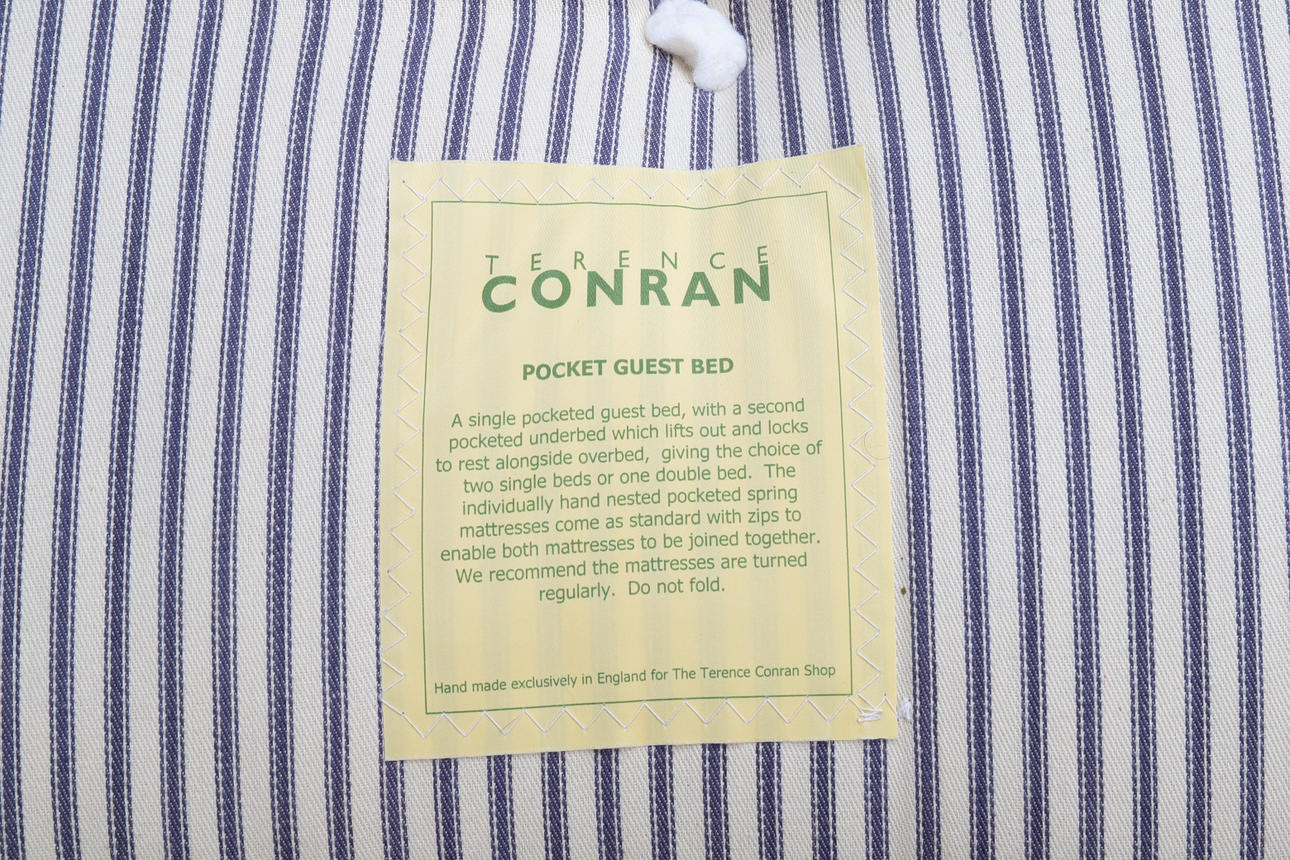 TERENCE
CONRAN
POCKET GUEST BED
A single pocketed guest bed, with a second
pocketed underbed which lifts out and locks
to rest alongside overbed, giving the choice of
two single beds or one double bed. The
individually hand nested pocketed spring
mattresses come as standard with zips to
enable both mattresses to be joined together.
We recommend the mattresses are turned
regularly. Do not fold.
Hand made exclusively in England for The Terence Conran Shop